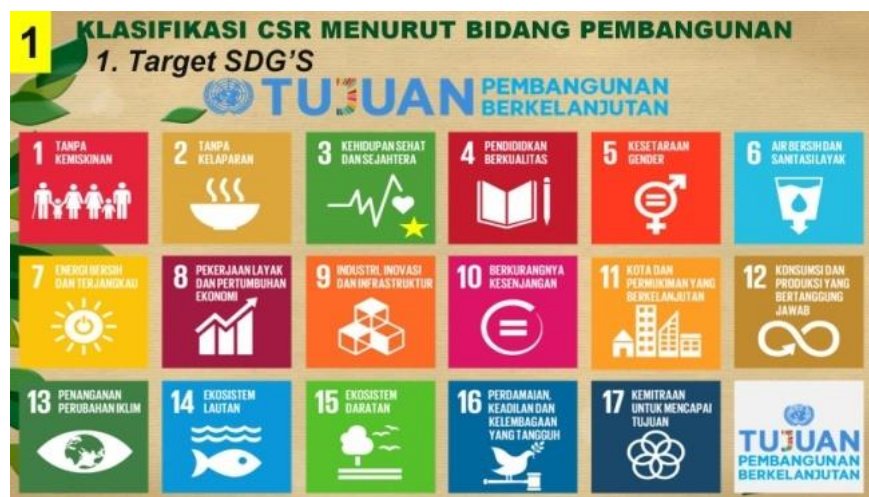 1
KLASIFIKASI CSR MENURUT BIDANG PEMBANGUNAN
1. Target SDG'S
TUJUAN PEMBANGUNAN
BERKELANJUTAN
1 TANPA
KEMISKINAN
2 TANPA
KELAPARAN
3 KEHIDUPAN SEHAT
DAN SEJAHTERA
4 PENDIDIDKAN
BERKUALITAS
5 KESETARAAN
GENDER
6 AIR BERSIH DAN
SANITASI LAYAK
7 ENERGI BERSIH
DAN TERJANGKAU
8 PEKERJAAN LAYAK
DAN PERTUMBUHAN
EKONOMI
9 INDUSTRI, INOVASI
DAN INFRASTRUKTUR
10 BERKURANGNYA
KESENJANGAN
11 KOTA DAN
PERMUKIMAN YANG
BERKELANJUTAN
12 KONSUMSI DAN
PRODUKSI YANG
BERTANGGUNG
JAWAB
13 PENANGANAN
PERUBAHAN IKLIM
14 EKOSISTEM
LAUTAN
15 EKOSISTEM
DARATAN
16 PERDAMAIAN,
KEADILAN DAN
KELEMBAGAAN
YANG TANGGUH
17 KEMITRAAN
UNTUK MENCAPAI
TUJUAN
TUJUAN
PEMBANGUNAN
BERKELANJUTAN